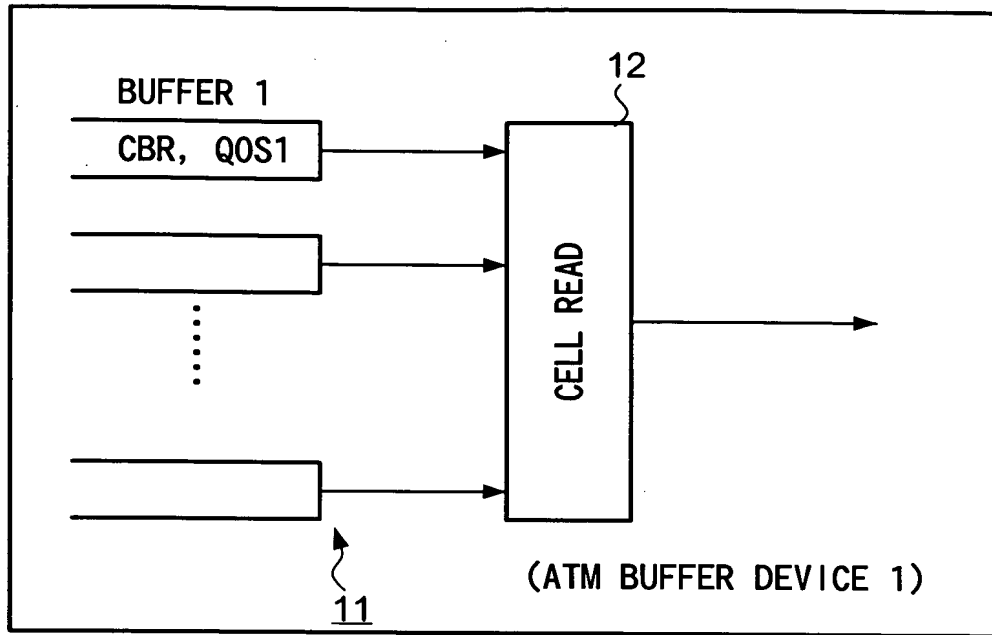 12
BUFFER 1
CBR, QOS1
CELL READ
(ATM BUFFER DEVICE 1)
11